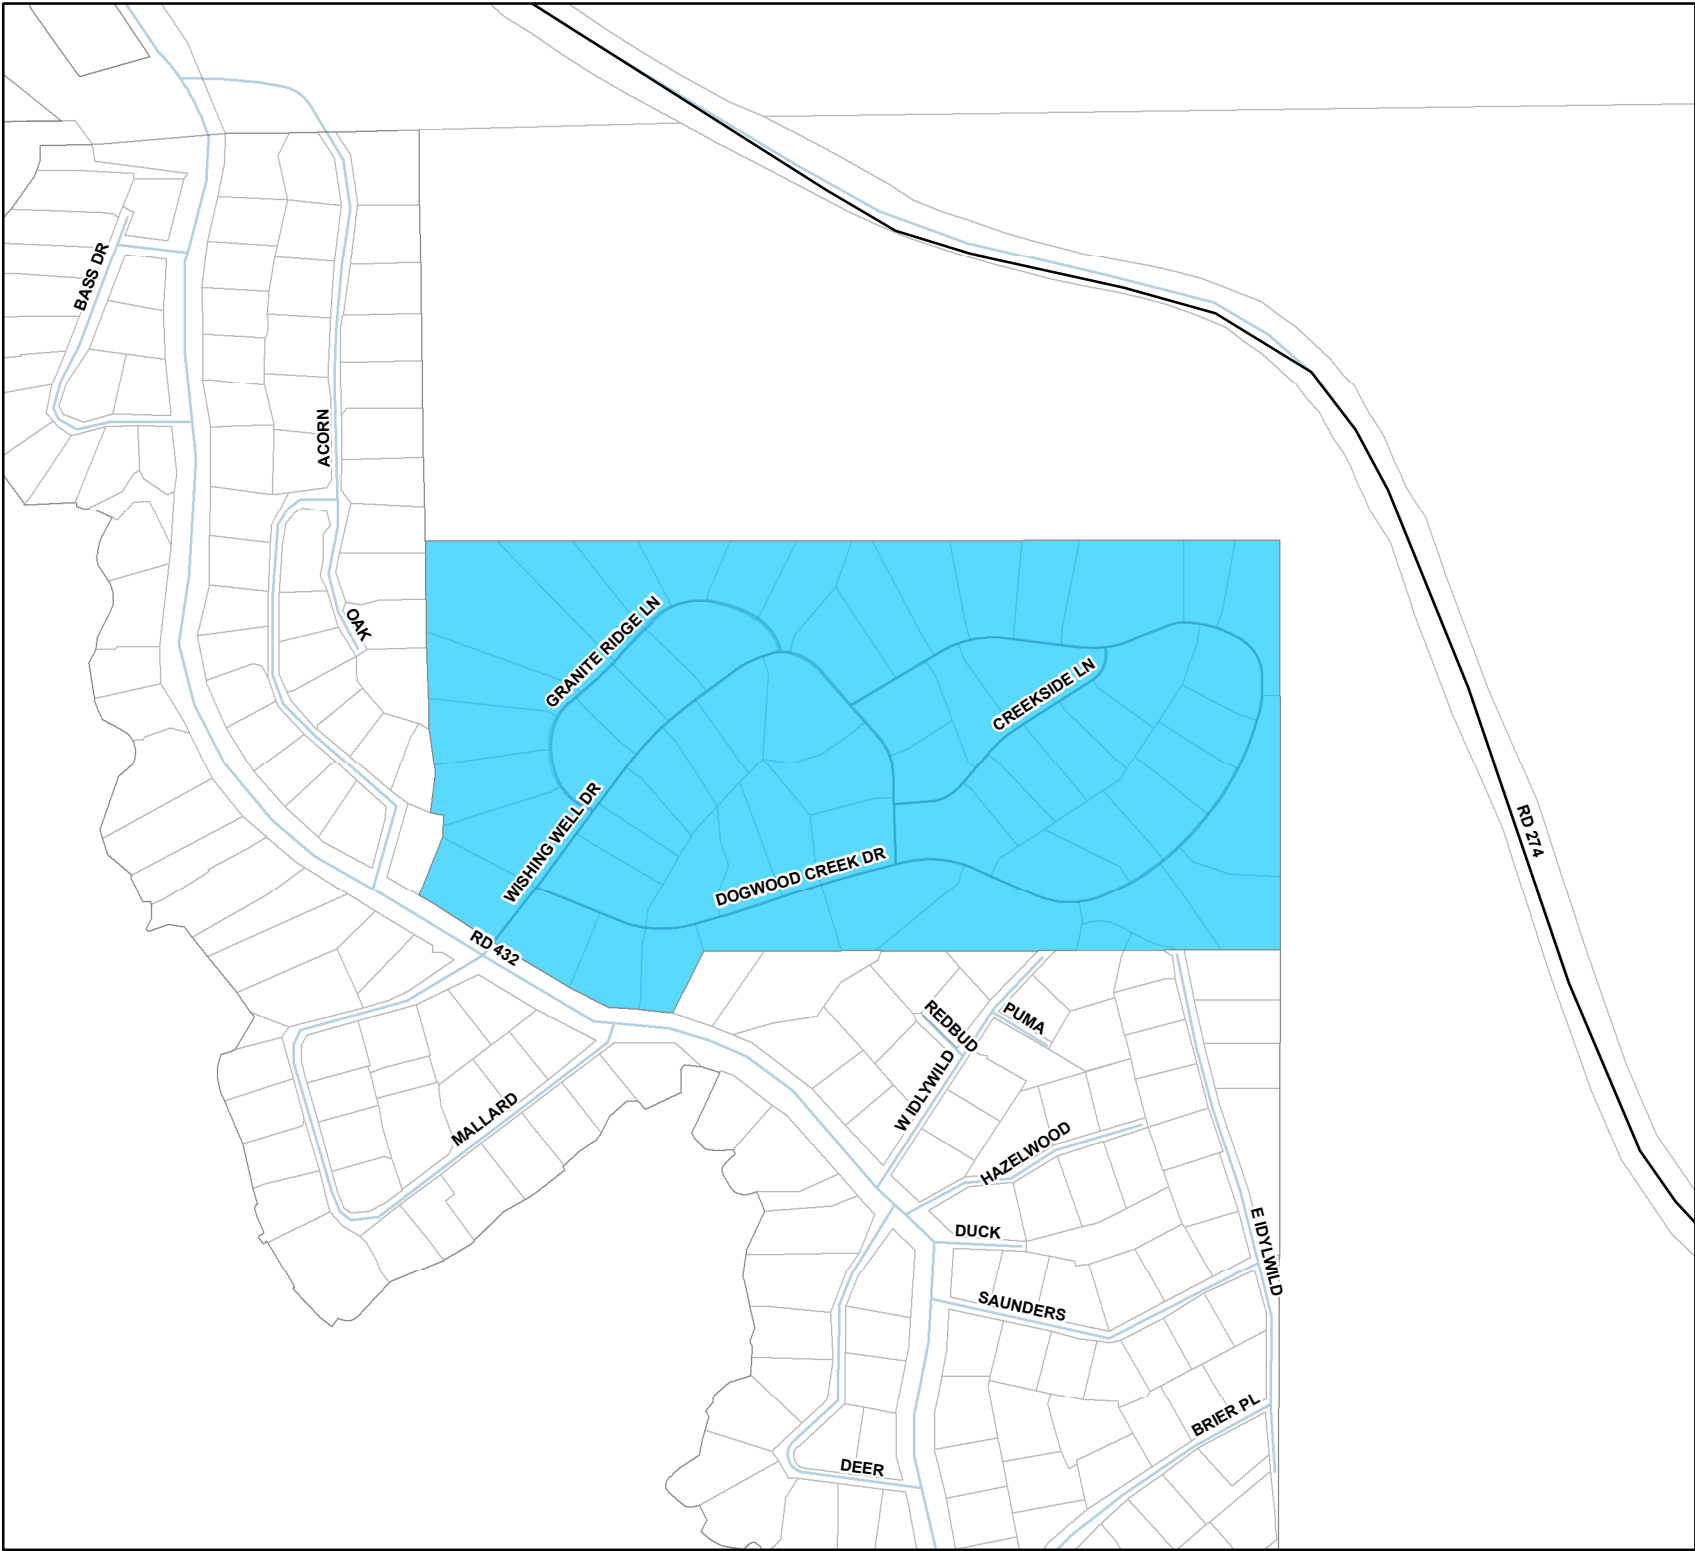 BASS DR
ACORN
OAK
GRANITE RIDGE LN
CREEKSIDE LN
WISHING WELL DR
DOGWOOD CREEK DR
RD 274
RD 432
REDBUD
PUMA
W IDLYWILD
MALLARD
HAZELWOOD
DUCK
E IDYLWILD
SAUNDERS
BRIER PL
DEER